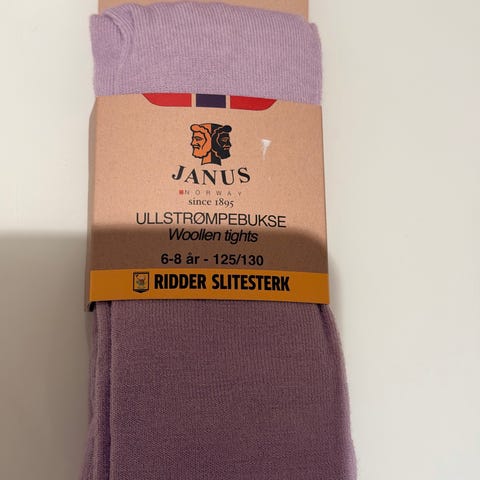 JANUS
NORWAY
since 1895
ULLSTRØMPEBUKSE
Woollen tights
6-8 år - 125/130
RIDDER SLITESTERK